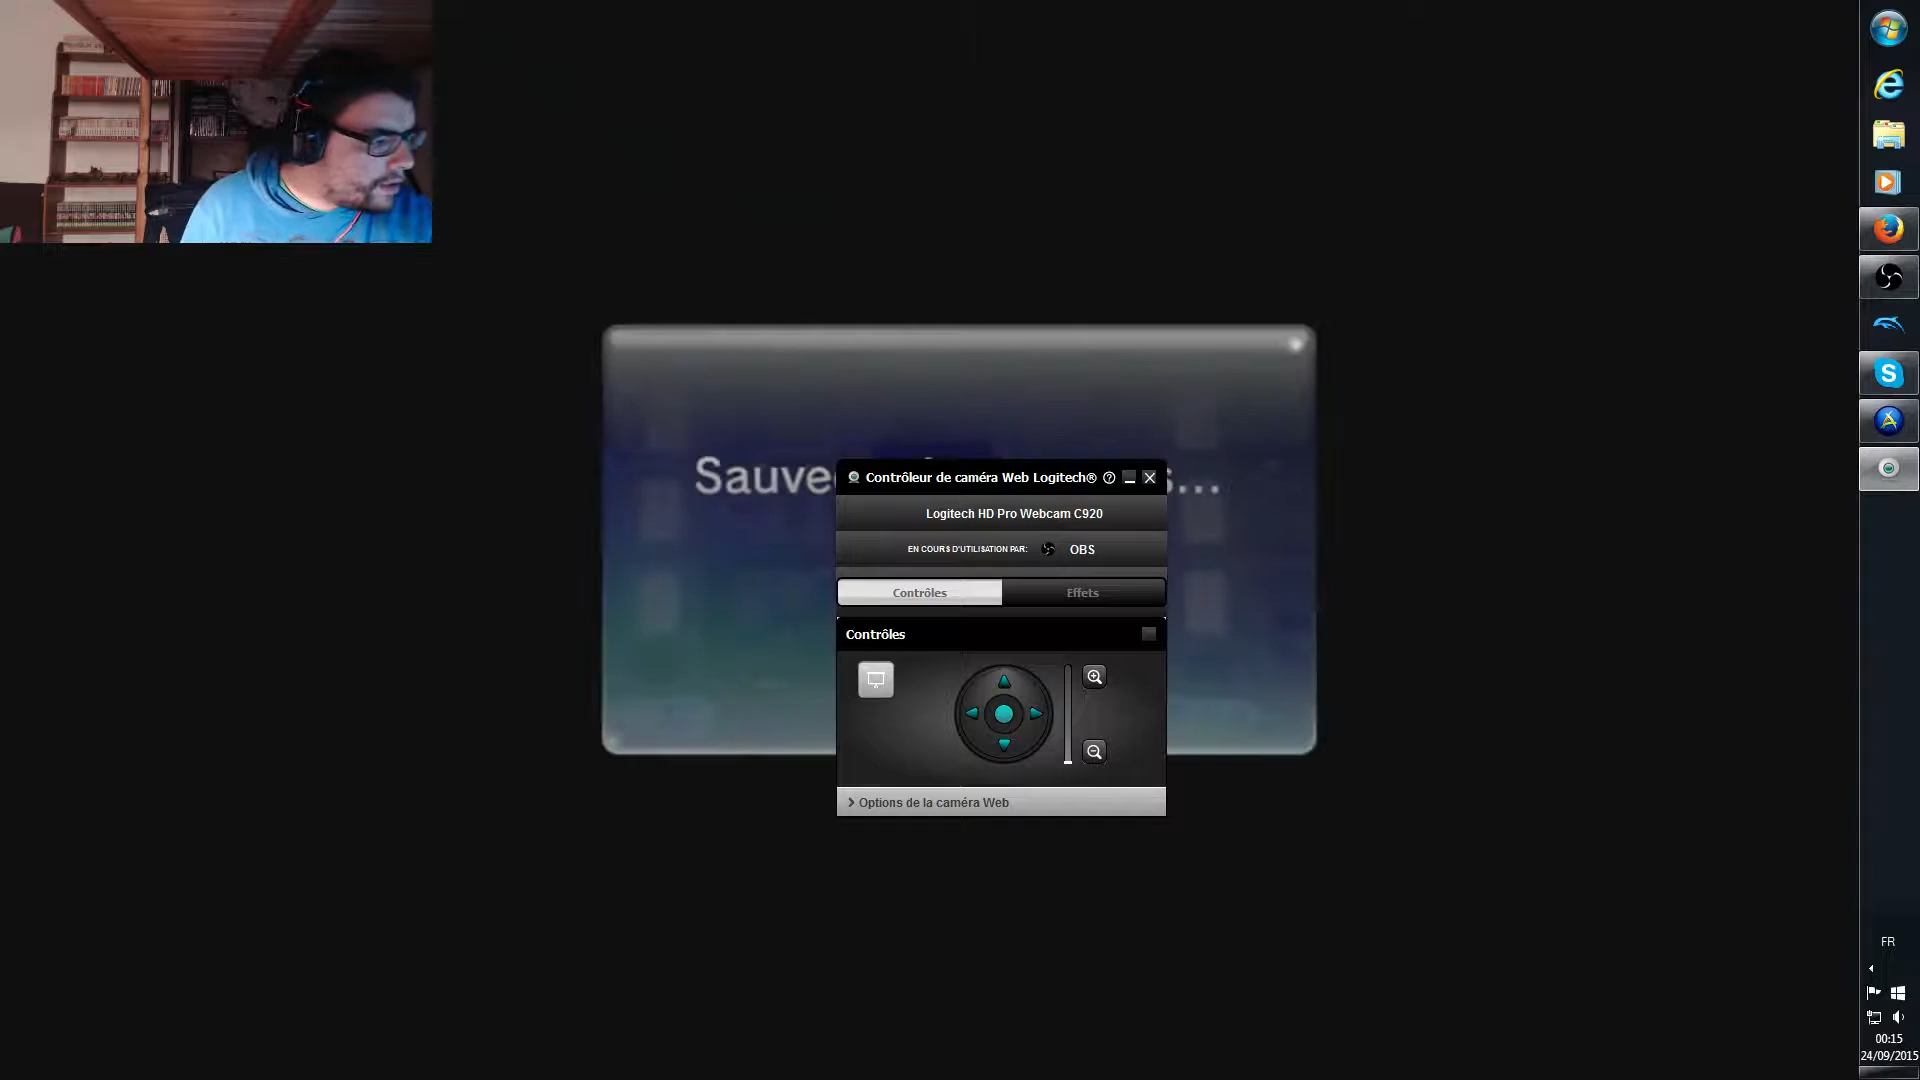 Sauve
s...
Contrôleur de caméra Web Logitech®
Logitech HD Pro Webcam C920
EN COURS D'UTILISATION PAR: OBS
Contrôles Effets
Contrôles
Options de la caméra Web
FR
00:15
24/09/2015